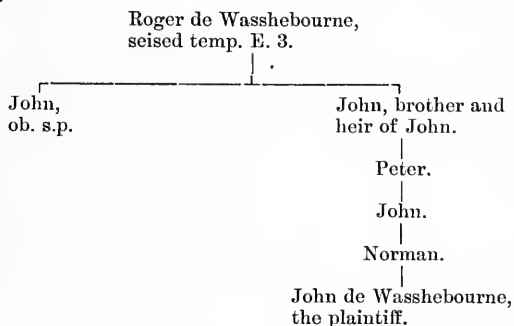 Roger de Wasshebourne,
seised temp. E. 3.
John,
ob. s.p.
John, brother and
heir of John.
Peter.
John.
Norman.
John de Wasshebourne,
the plaintiff.